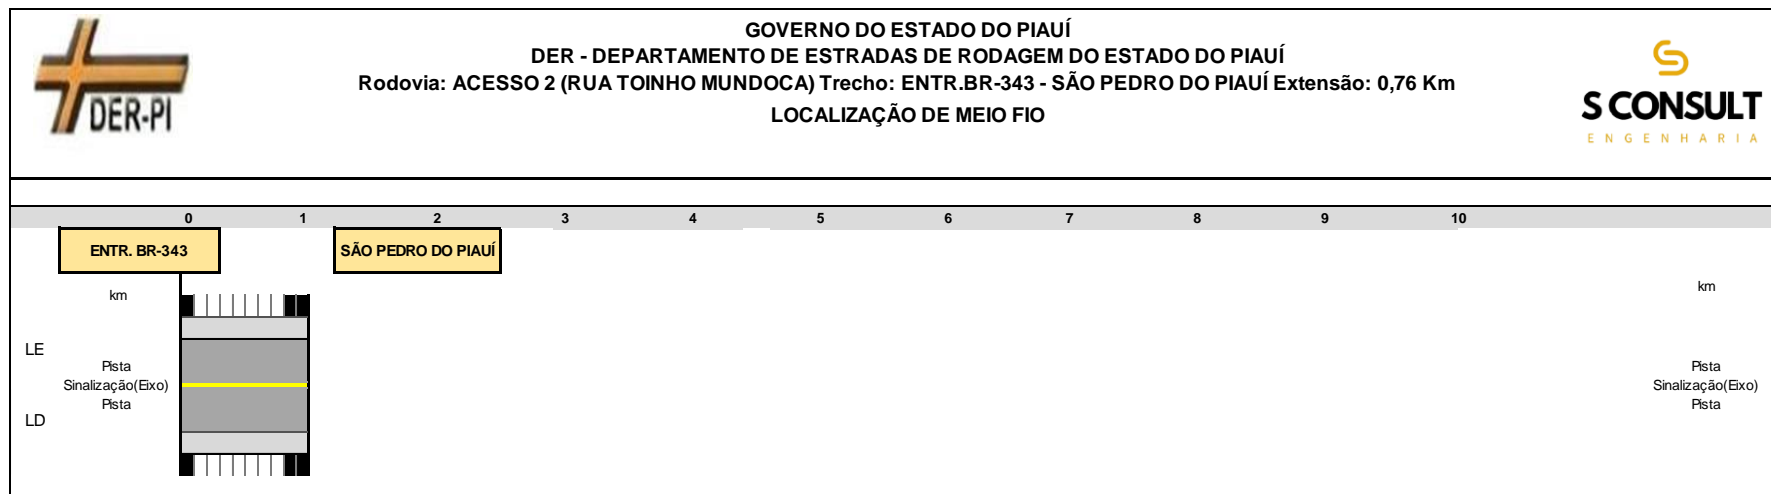 GOVERNO DO ESTADO DO PIAUÍ
DER - DEPARTAMENTO DE ESTRADAS DE RODAGEM DO ESTADO DO PIAUÍ
Rodovia: ACESSO 2 (RUA TOINHO MUNDOCA) Trecho: ENTR.BR-343 - SÃO PEDRO DO PIAUÍ Extensão: 0,76 Km
LOCALIZAÇÃO DE MEIO FIO
DER-PI
S CONSULT
ENGENHARIA
0 1 2 3 4 5 6 7 8 9 10
ENTR. BR-343 SÃO PEDRO DO PIAUÍ
km km
LE
Pista Pista
Sinalização(Eixo) Sinalização(Eixo)
Pista Pista
LD